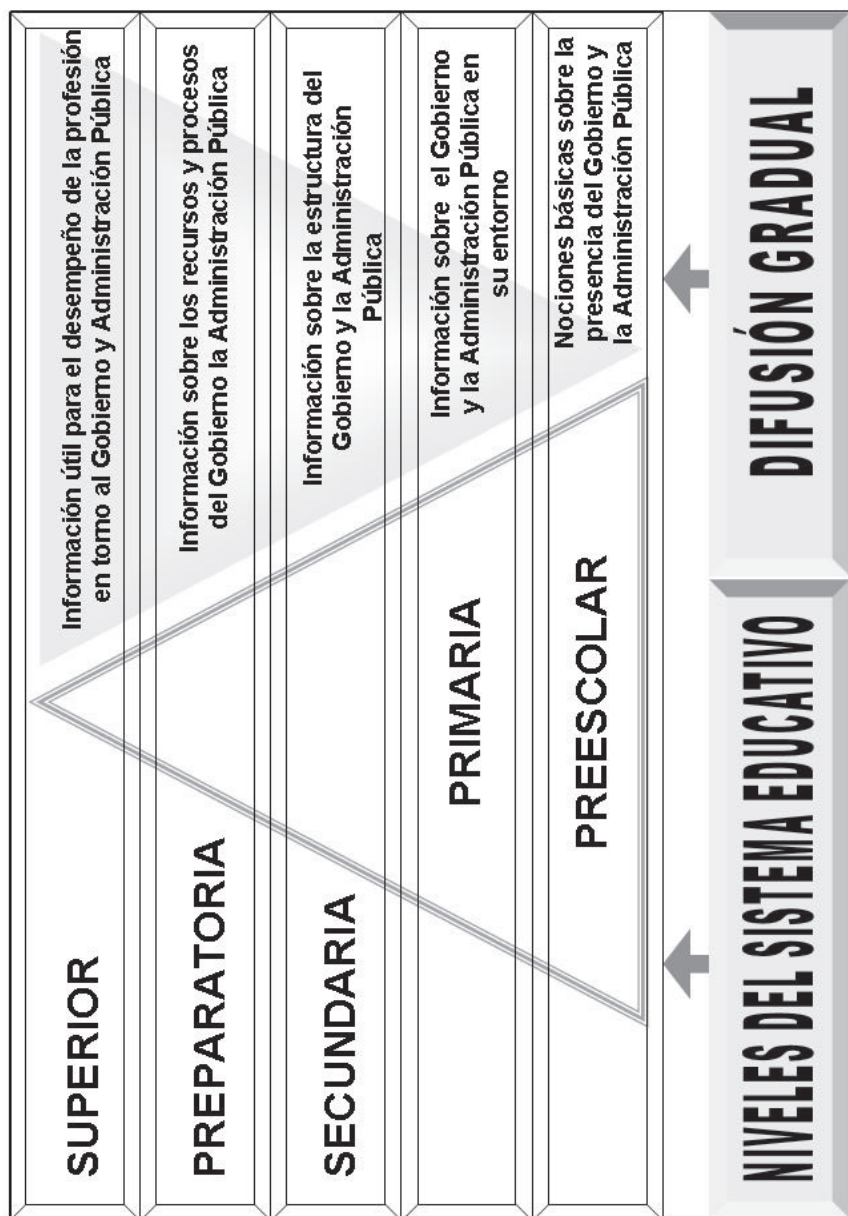 SUPERIOR
Información útil para el desempeño de la profesión
en torno al Gobierno y Administración Pública
PREPARATORIA
Información sobre los recursos y procesos
del Gobierno la Administración Pública
SECUNDARIA
Información sobre la estructura del
Gobierno y la Administración
Pública
PRIMARIA
Información sobre el Gobierno
y la Administración Pública en
su entorno
PREESCOLAR
Nociones básicas sobre la
presencia del Gobierno y
la Administración Pública
NIVELES DEL SISTEMA EDUCATIVO
DIFUSIÓN GRADUAL